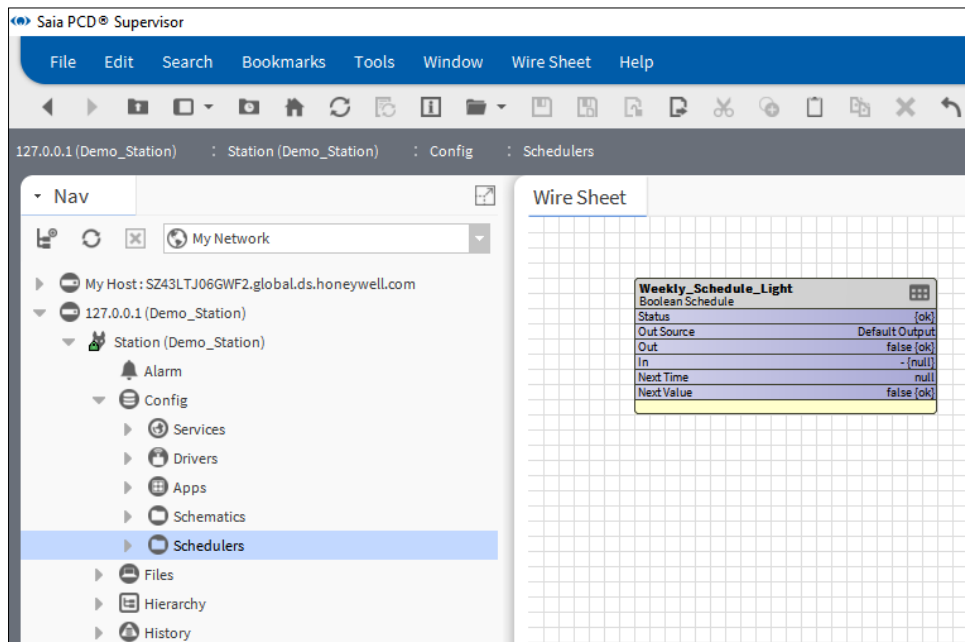 Saia PCD® Supervisor
File Edit Search Bookmarks Tools Window Wire Sheet Help
127.0.0.1 (Demo_Station) : Station (Demo_Station) : Config : Schedulers
Nav
Wire Sheet
My Network
My Host : SZ43LTJ06GWF2.global.ds.honeywell.com
127.0.0.1 (Demo_Station)
Station (Demo_Station)
Alarm
Config
Services
Drivers
Apps
Schematics
Schedulers
Files
Hierarchy
History
Weekly_Schedule_Light
Boolean Schedule
Status {ok}
Out Source Default Output
Out false {ok}
In - {null}
Next Time null
Next Value false {ok}